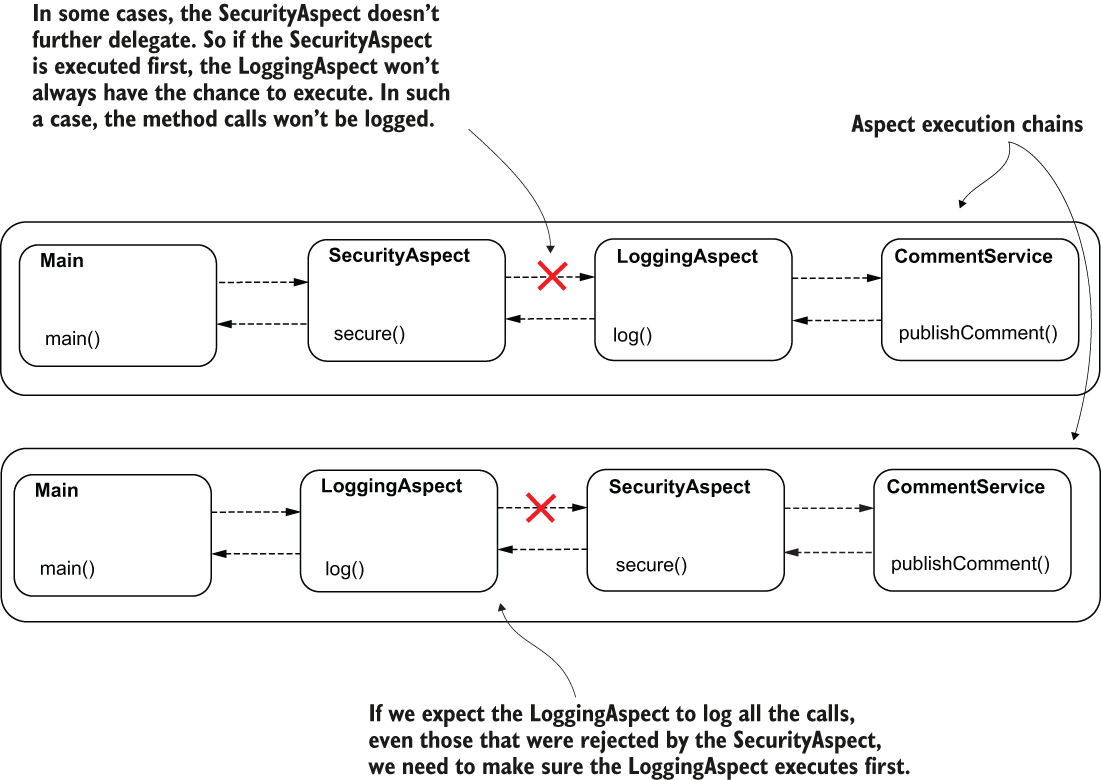 In some cases, the SecurityAspect doesn’t
further delegate. So if the SecurityAspect
is executed first, the LoggingAspect won’t
always have the chance to execute. In such
a case, the method calls won’t be logged.
Aspect execution chains
Main
SecurityAspect
LoggingAspect
CommentService
main()
secure()
log()
publishComment()
Main
LoggingAspect
SecurityAspect
CommentService
main()
log()
secure()
publishComment()
If we expect the LoggingAspect to log all the calls,
even those that were rejected by the SecurityAspect,
we need to make sure the LoggingAspect executes first.